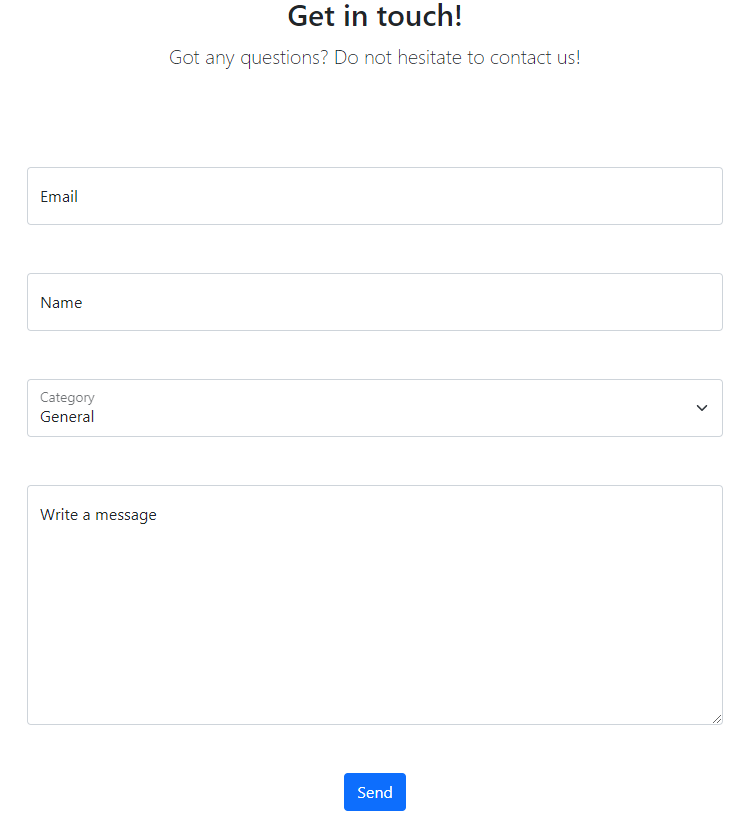 Get in touch!
Got any questions? Do not hesitate to contact us!
Email
Name
Category
General
Write a message
Send